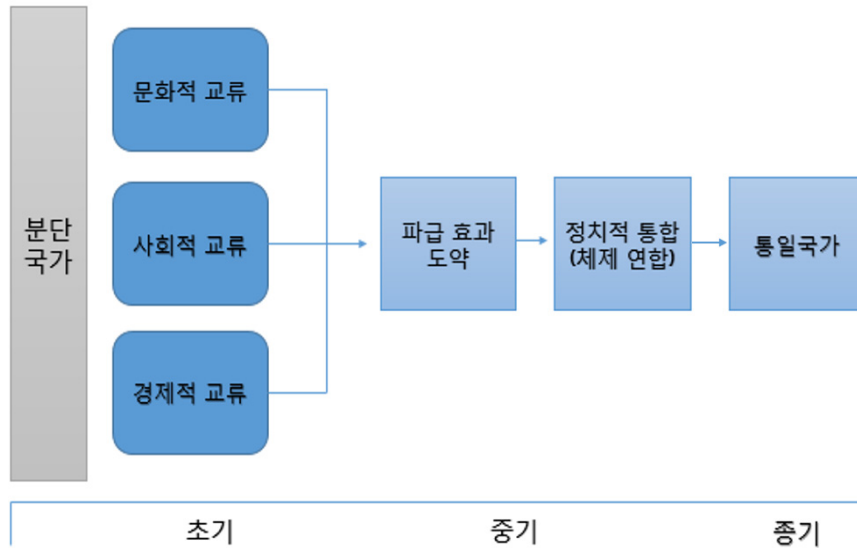 분단
국가
문화적 교류
사회적 교류
경제적 교류
파급 효과
도약
정치적 통합
(체제 연합)
통일국가
초기
중기
종기